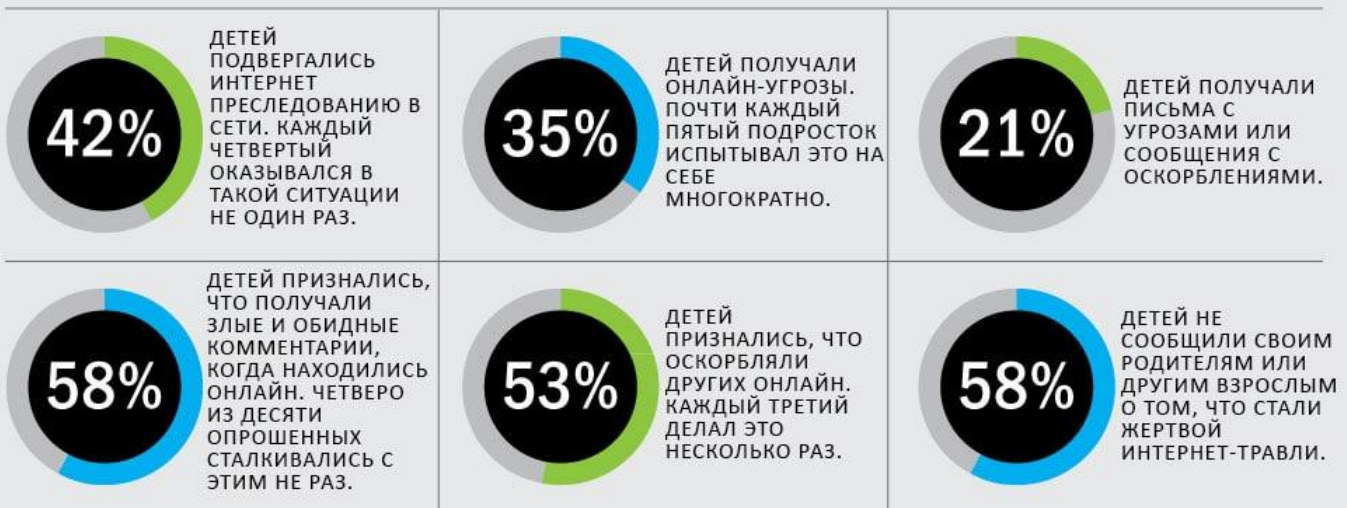 42%
ДЕТЕЙ
ПОДВЕРГАЛИСЬ
ИНТЕРНЕТ
ПРЕСЛЕДОВАНИЮ В
СЕТИ. КАЖДЫЙ
ЧЕТВЕРТЫЙ
ОКАЗЫВАЛСЯ В
ТАКОЙ СИТУАЦИИ
НЕ ОДИН РАЗ.
35%
ДЕТЕЙ ПОЛУЧАЛИ
ОНЛАЙН-УГРОЗЫ.
ПОЧТИ КАЖДЫЙ
ПЯТЫЙ ПОДРОСТОК
ИСПЫТЫВАЛ ЭТО НА
СЕБЕ
МНОГОКРАТНО.
21%
ДЕТЕЙ ПОЛУЧАЛИ
ПИСЬМА С
УГРОЗАМИ ИЛИ
СООБЩЕНИЯ С
ОСКОРБЛЕНИЯМИ.
58%
ДЕТЕЙ ПРИЗНАЛИСЬ,
ЧТО ПОЛУЧАЛИ
ЗЛЫЕ И ОБИДНЫЕ
КОММЕНТАРИИ,
КОГДА НАХОДИЛИСЬ
ОНЛАЙН. ЧЕТВЕРО
ИЗ ДЕСЯТИ
ОПРОШЕННЫХ
СТАЛКИВАЛИСЬ С
ЭТИМ НЕ РАЗ.
53%
ДЕТЕЙ
ПРИЗНАЛИСЬ, ЧТО
ОСКОРБЛЯЛИ
ДРУГИХ ОНЛАЙН.
КАЖДЫЙ ТРЕТИЙ
ДЕЛАЛ ЭТО
НЕСКОЛЬКО РАЗ.
58%
ДЕТЕЙ НЕ
СООБЩИЛИ СВОИМ
РОДИТЕЛЯМ ИЛИ
ДРУГИМ ВЗРОСЛЫМ
О ТОМ, ЧТО СТАЛИ
ЖЕРТВОЙ
ИНТЕРНЕТ-ТРАВЛИ.